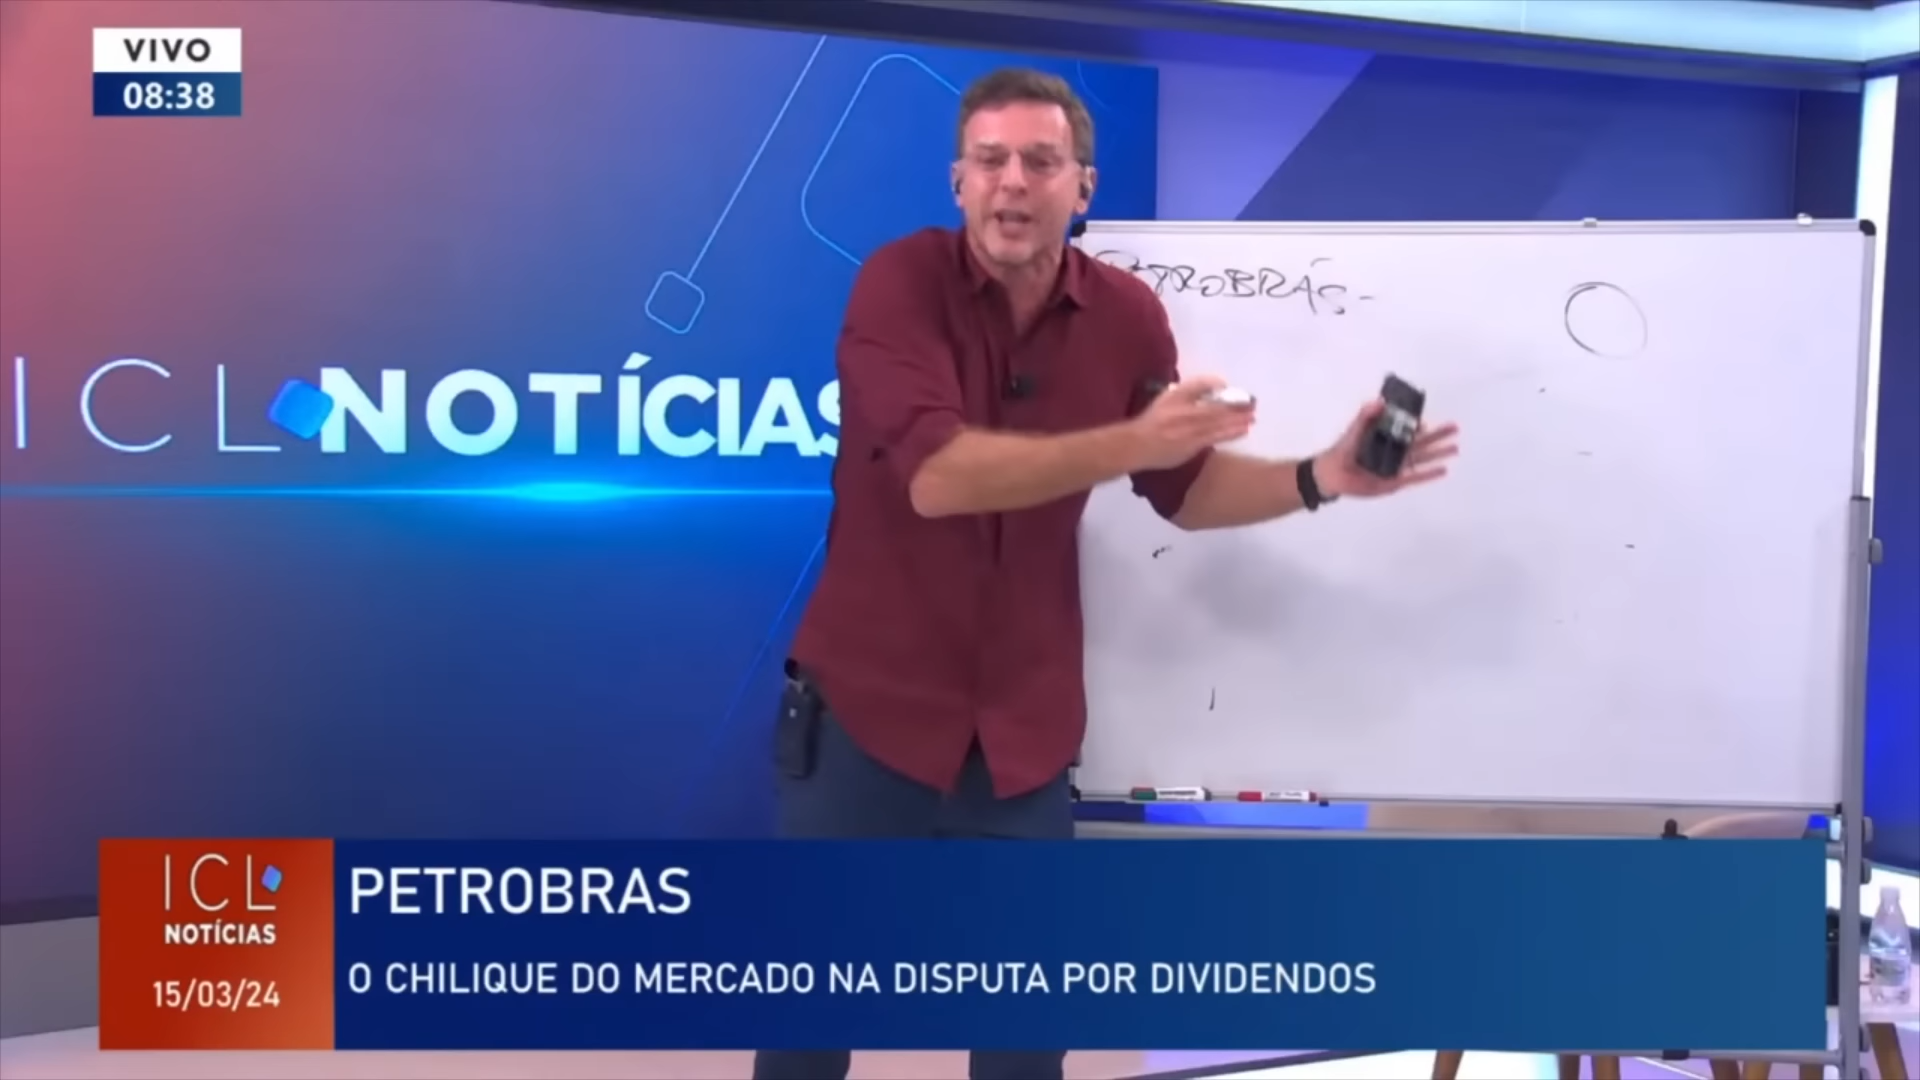 VIVO
08:38
ICL NOTÍCIAS
PETROBRÁS-
ICL
NOTÍCIAS
15/03/24
PETROBRAS
O CHILIQUE DO MERCADO NA DISPUTA POR DIVIDENDOS